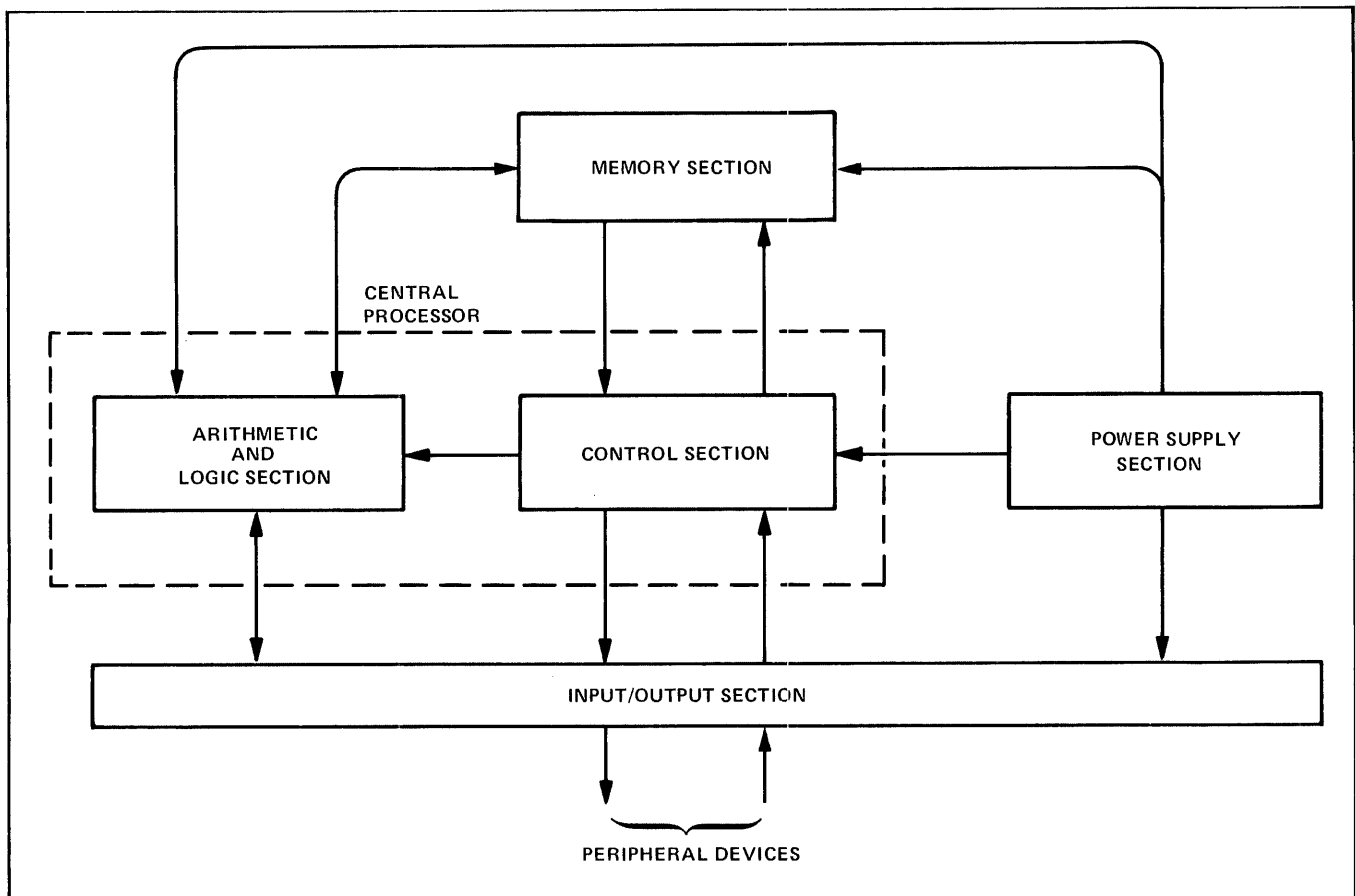 MEMORY SECTION
CENTRAL
PROCESSOR
ARITHMETIC
AND
LOGIC SECTION
CONTROL SECTION
POWER SUPPLY
SECTION
INPUT/OUTPUT SECTION
PERIPHERAL DEVICES